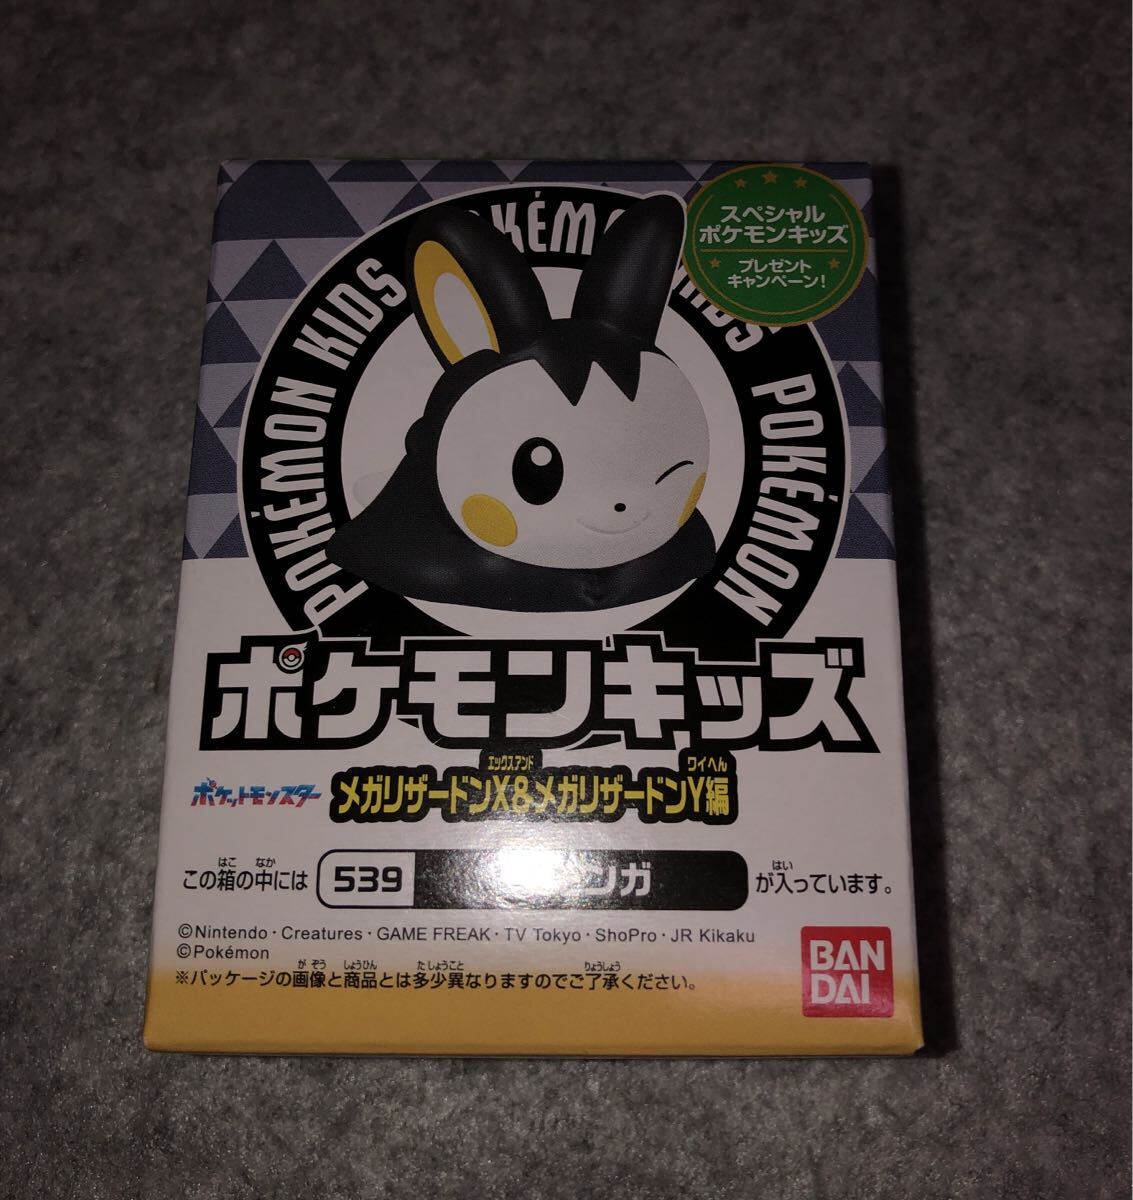 POKÉMON KIDS POKÉMON KIDS POKÉMON
スペシャル
ポケモンキッズ
プレゼント
キャンペーン!
ポケモンキッズ
ポケットモンスター
エックスアンド ワイへん
メガリザードンX&メガリザードンY編
はこ なか はい
この箱の中には 539 ンガ が入っています。
©Nintendo・Creatures・GAME FREAK・TV Tokyo・ShoPro・JR Kikaku
©Pokémon
がぞう しょうひん たしょうこと りょうしょう
※パッケージの画像と商品とは多少異なりますのでご了承ください。
BAN
DAI